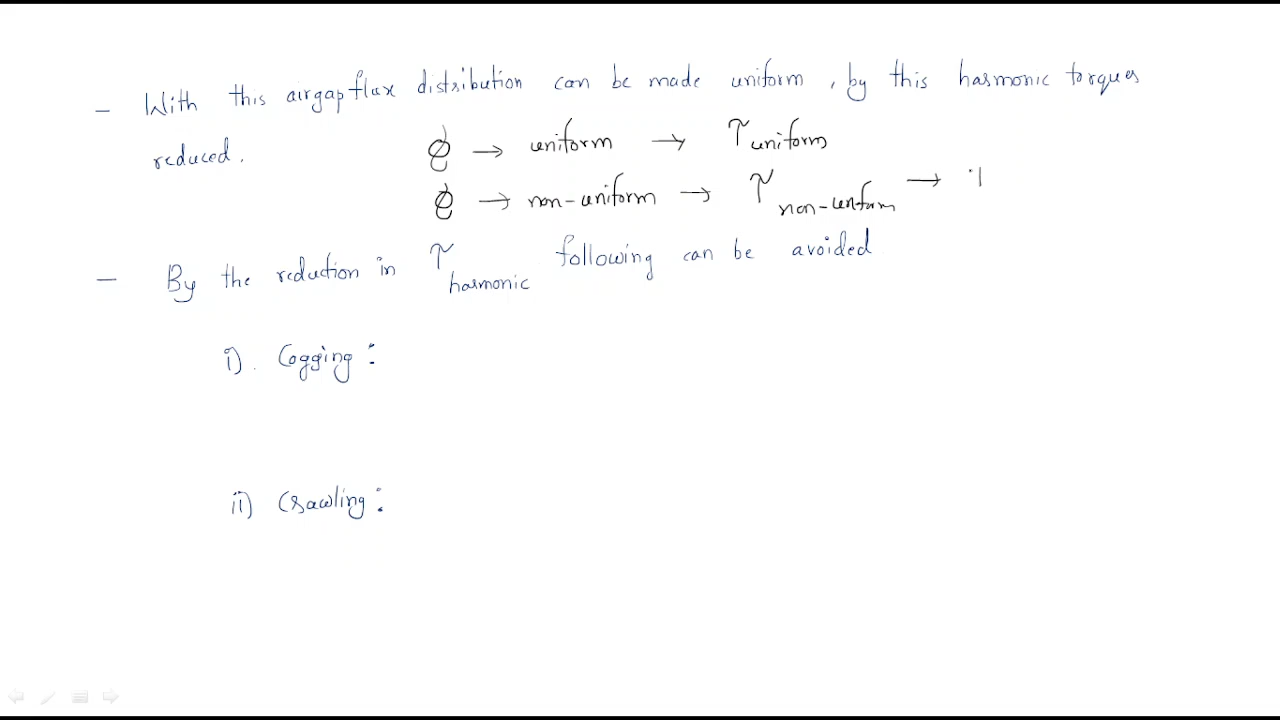 - With this airgap flux distribution can be made uniform, by this harmonic torques
reduced.
Φ → uniform → τ uniform
Φ → non-uniform → τ non-uniform →
- By the reduction in τ harmonic following can be avoided
i). Cogging:
ii) Crawling: